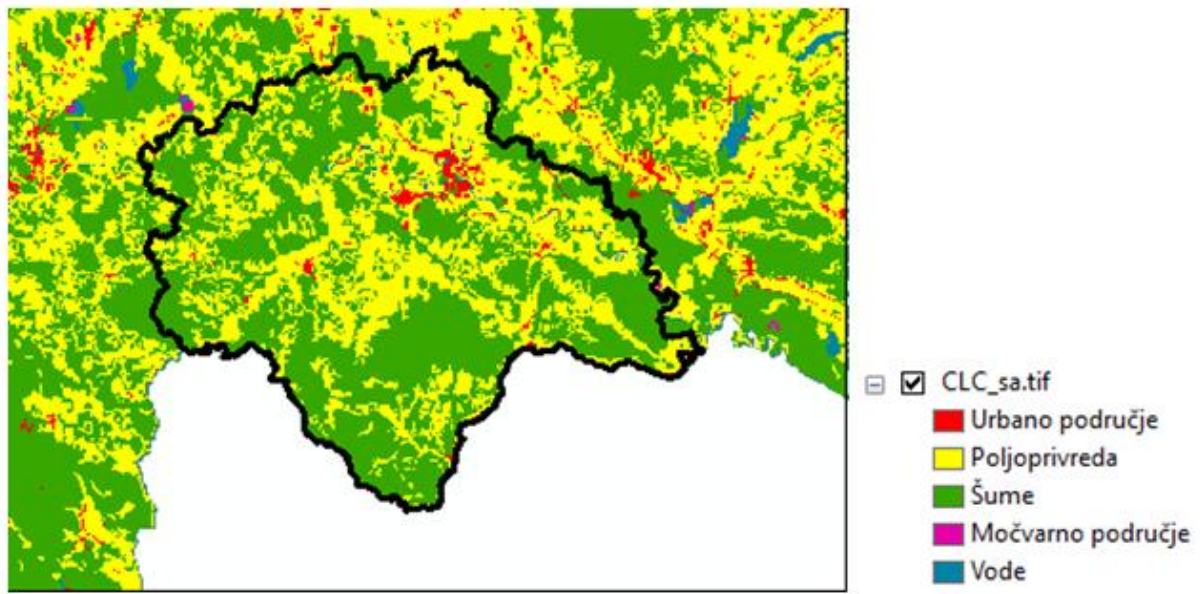 CLC_sa.tif
Urbano područje
Poljoprivreda
Šume
Močvarno područje
Vode